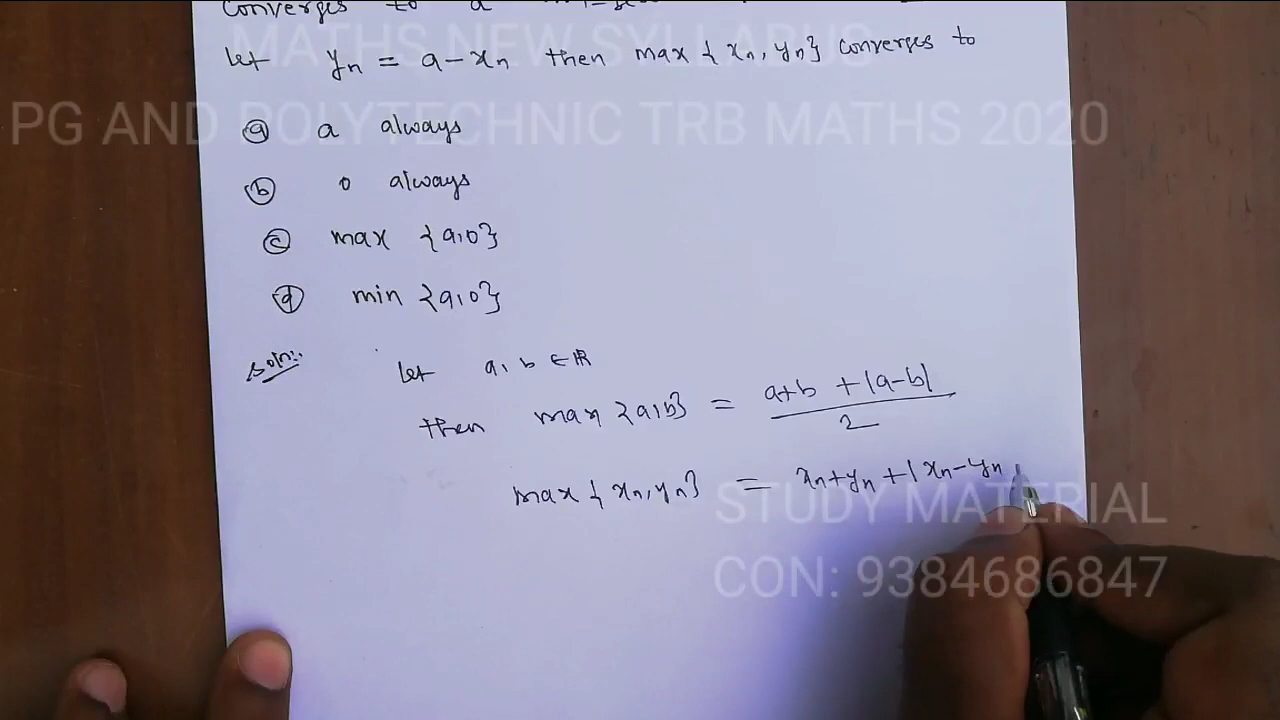 converges to a
MATHS NEW SYLLABUS
let yₙ = a - xₙ then max {xₙ, yₙ} converges to
PG AND POLYTECHNIC TRB MATHS 2020
ⓐ a always
ⓑ 0 always
ⓒ max {a,0}
ⓓ min {a,0}
soln:
let a, b ∈ ℝ
then max {a,b} = a+b + |a-b| / 2
max {xₙ, yₙ} = xₙ+yₙ + |xₙ-yₙ
STUDY MATERIAL
CON: 9384686847